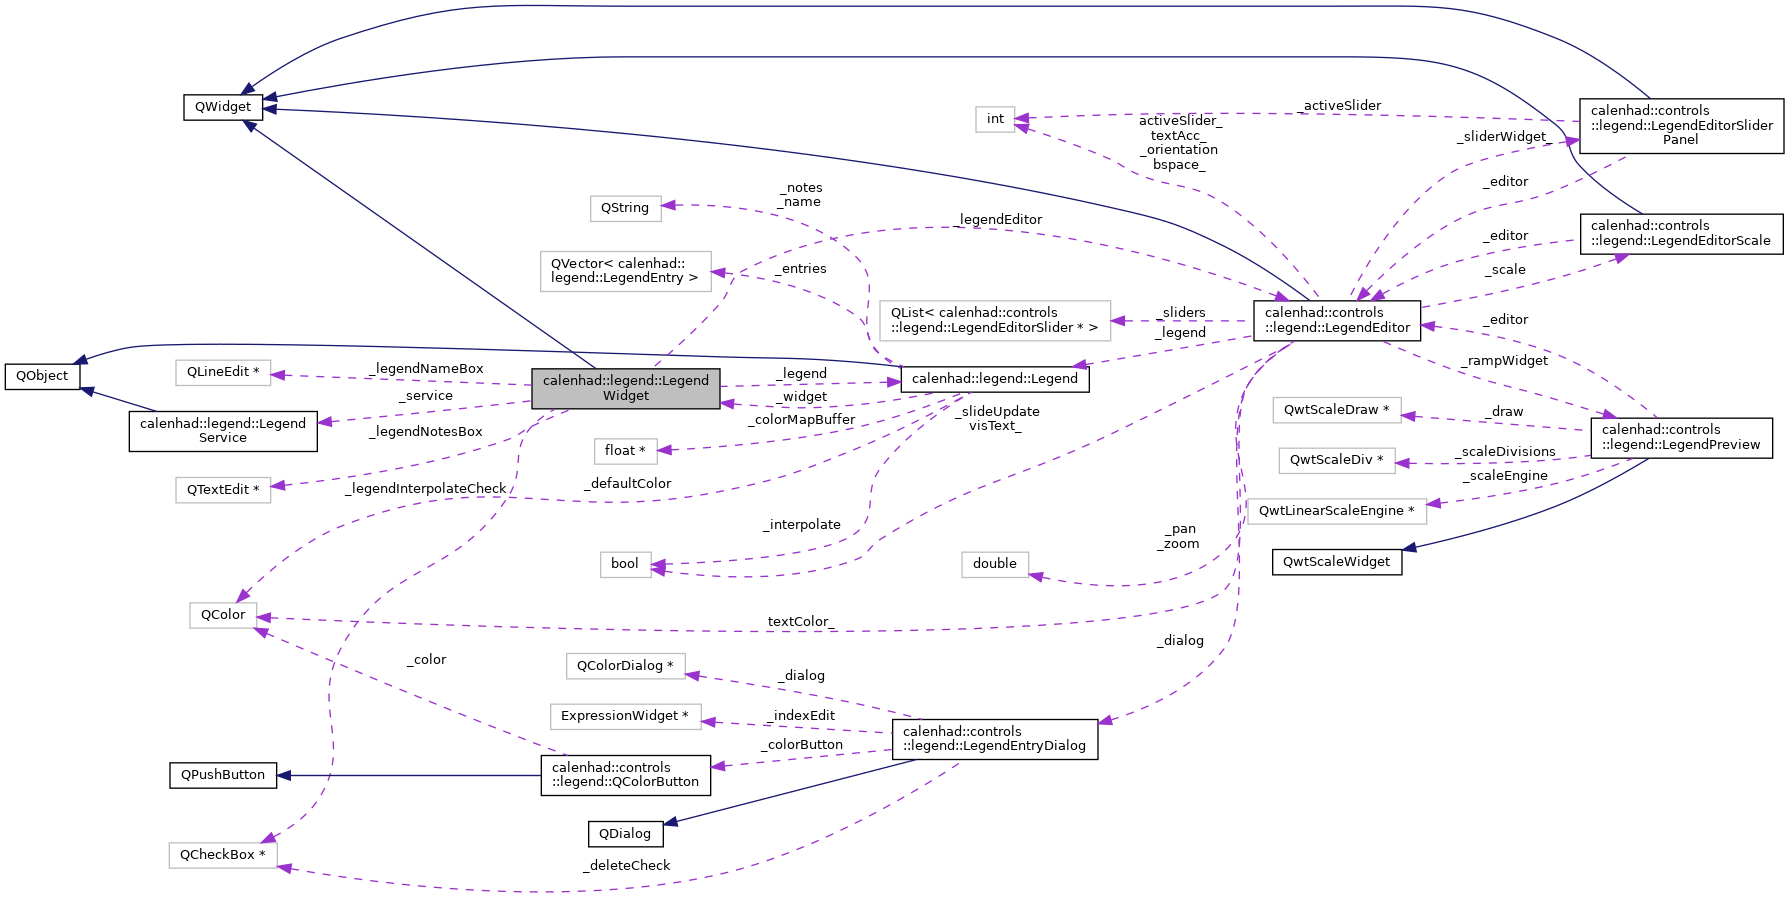 QWidget
int
_activeSlider
calenhad::controls
::legend::LegendEditorSlider
Panel
activeSlider_
textAcc_
_orientation
bspace_
_sliderWidget_
_editor
QString
_notes
_name
_legendEditor
calenhad::controls
::legend::LegendEditorScale
_editor
_scale
QVector< calenhad::
legend::LegendEntry >
_entries
QList< calenhad::controls
::legend::LegendEditorSlider * >
_sliders
_legend
calenhad::controls
::legend::LegendEditor
_editor
_rampWidget
QObject
QLineEdit *
_legendNameBox
_service
calenhad::legend::Legend
Widget
_legend
_widget
calenhad::legend::Legend
calenhad::legend::Legend
Service
_legendNotesBox
_colorMapBuffer
_slideUpdate
visText_
QwtScaleDraw *
_draw
calenhad::controls
::legend::LegendPreview
float *
QwtScaleDiv *
_scaleDivisions
_scaleEngine
QTextEdit *
_legendInterpolateCheck
_defaultColor
QwtLinearScaleEngine *
_interpolate
_pan
_zoom
bool
double
QwtScaleWidget
QColor
textColor_
_dialog
_color
QColorDialog *
_dialog
ExpressionWidget *
_indexEdit
calenhad::controls
::legend::LegendEntryDialog
_colorButton
QPushButton
calenhad::controls
::legend::QColorButton
QDialog
QCheckBox *
_deleteCheck